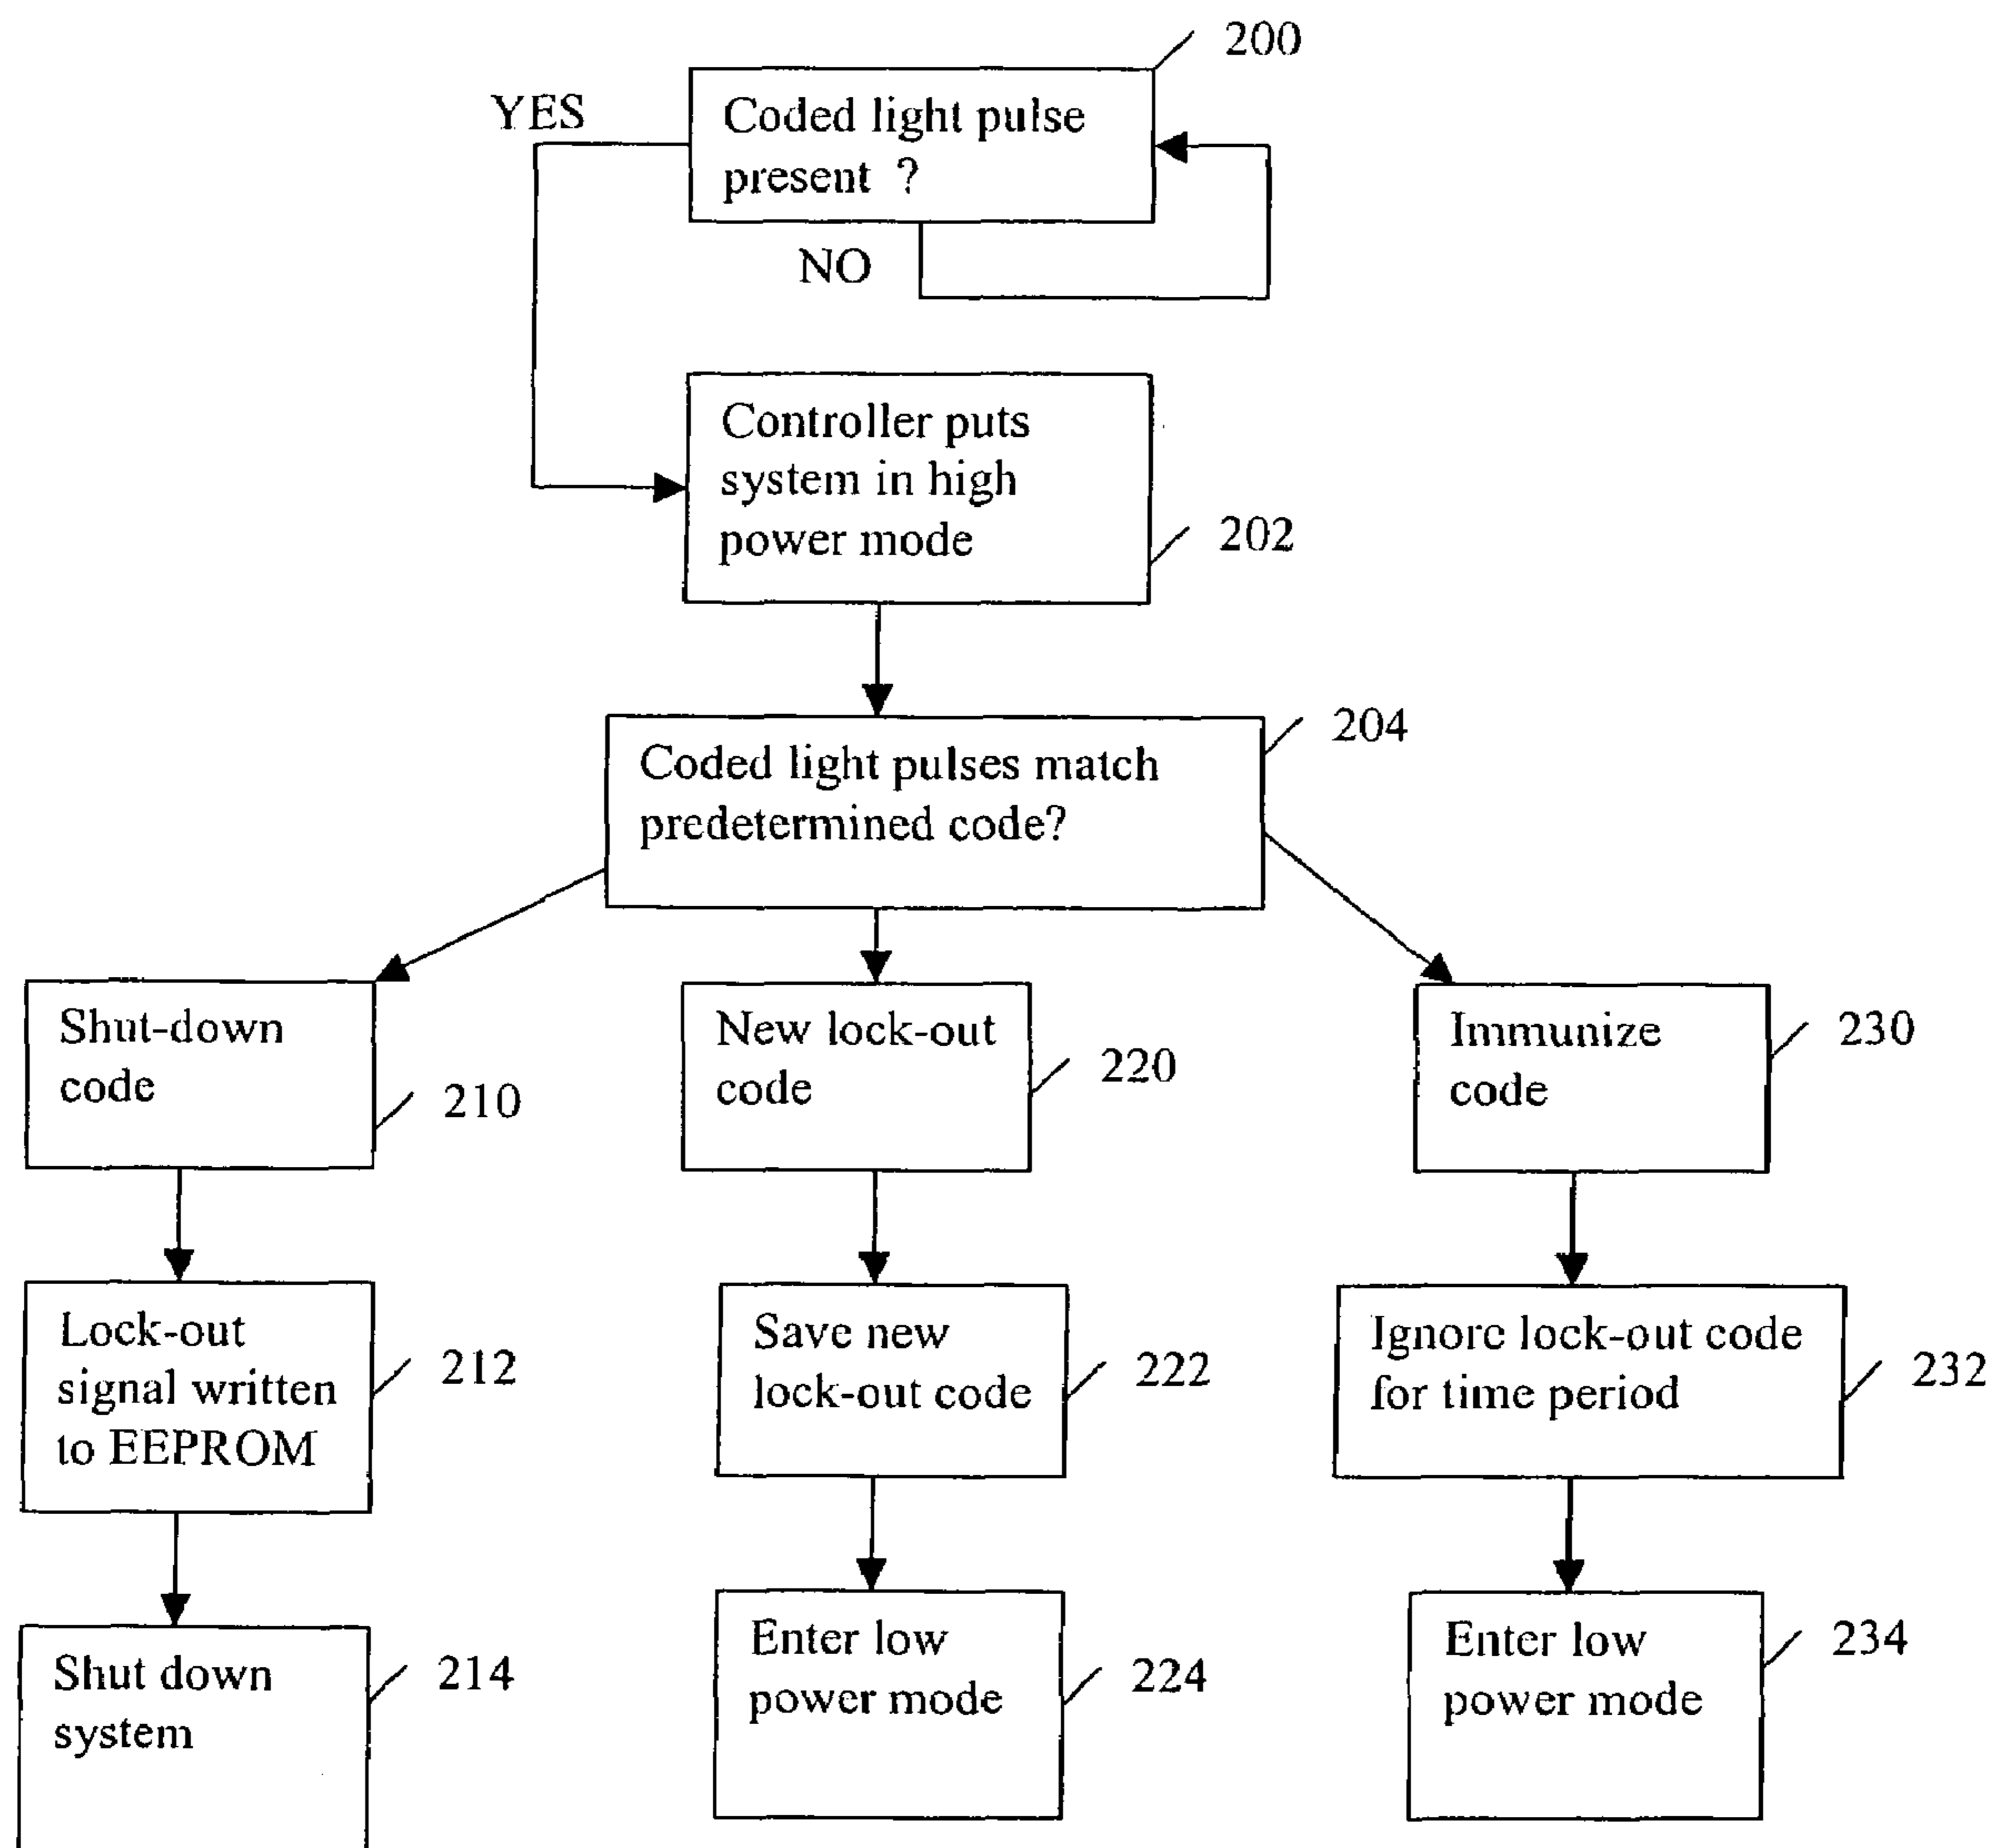 200
YES
Coded light pulse
present ?
NO
Controller puts
system in high
power mode
202
204
Coded light pulses match
predetermined code?
Shut-down
code
210
New lock-out
code
220
Immunize
code
230
Lock-out
signal written
to EEPROM
212
Save new
lock-out code
222
Ignore lock-out code
for time period
232
Shut down
system
214
Enter low
power mode
224
Enter low
power mode
234